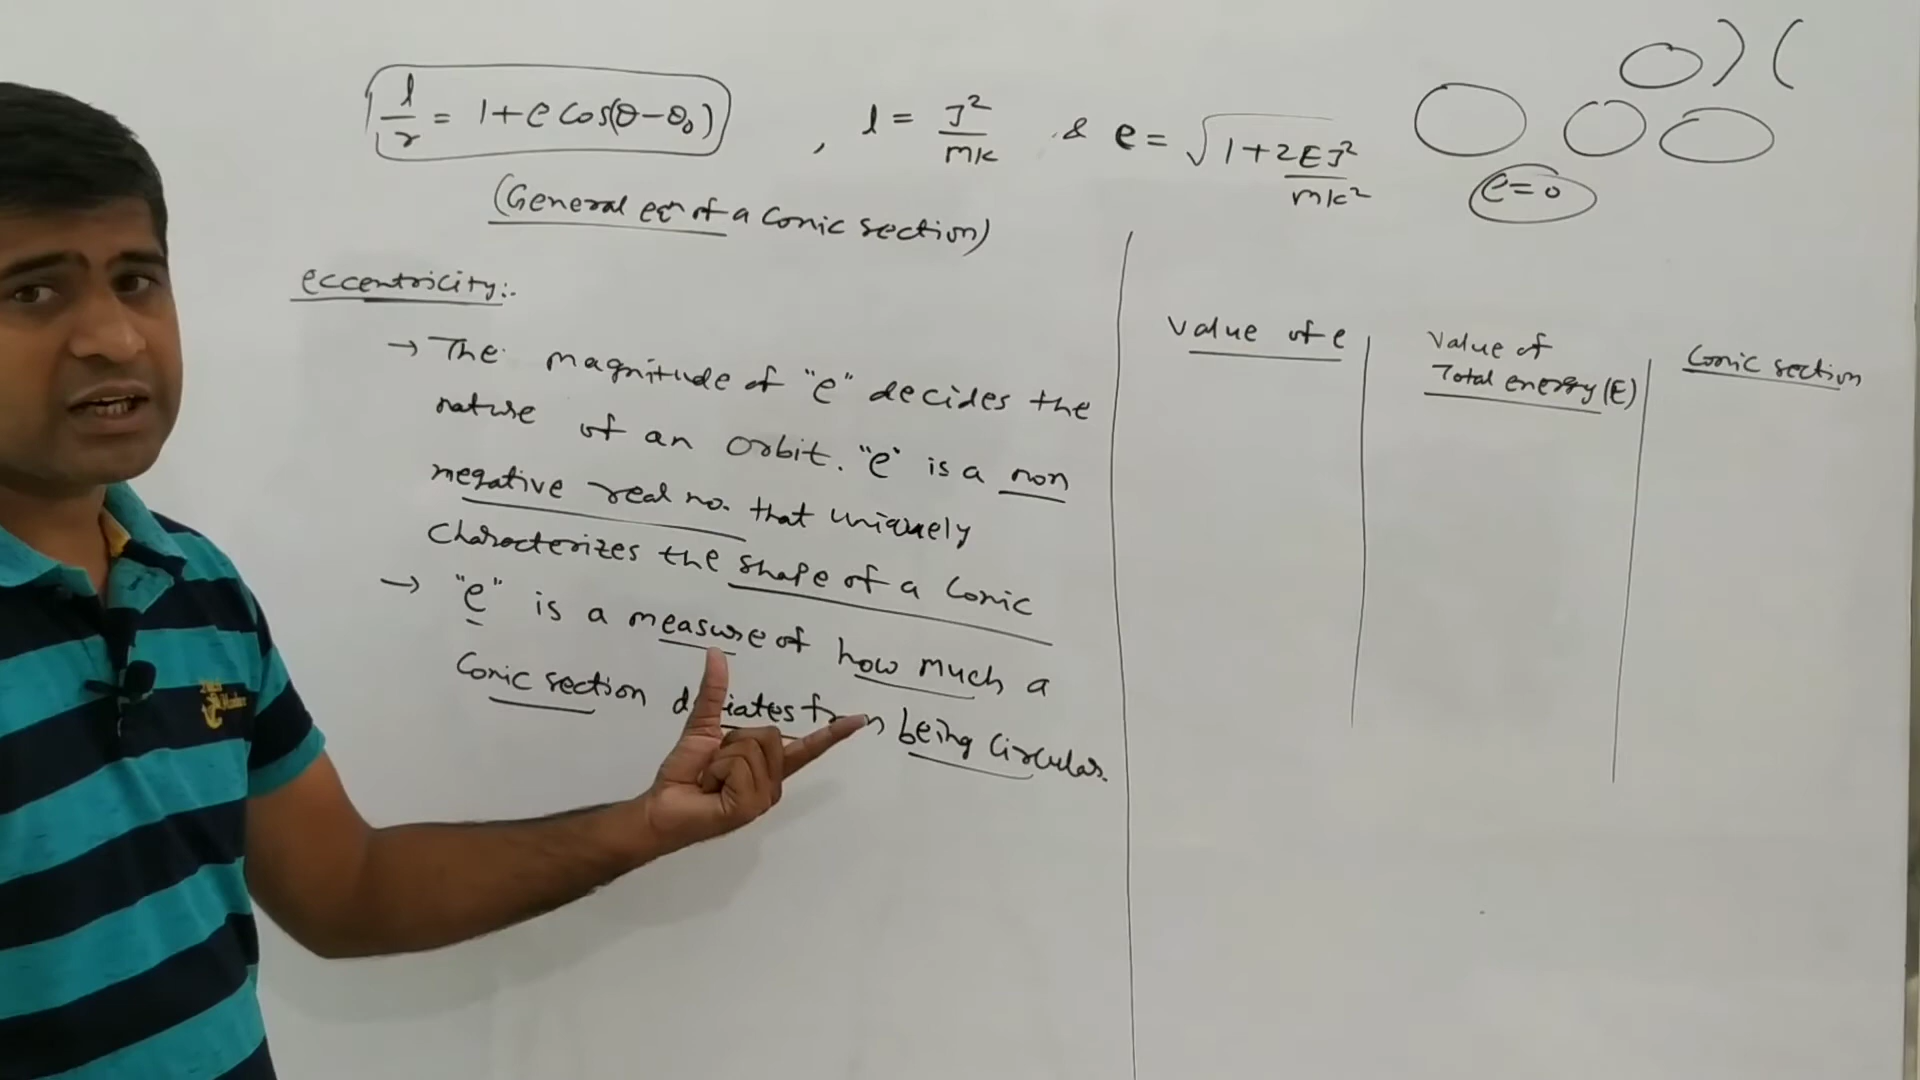 l/r = 1+e cos(θ-θ₀) , l = J²/mk & e = √1+2EJ²/mk²
e=0
(General eqn of a Conic section)
eccentricity:-
→ The magnitude of "e" decides the
nature of an orbit. "e" is a non
negative real no. that uniquely
characterizes the shape of a Conic
→ "e" is a measure of how much a
Conic section deviates from being Circular.
Value of e
Value of
Total energy (E)
Conic section